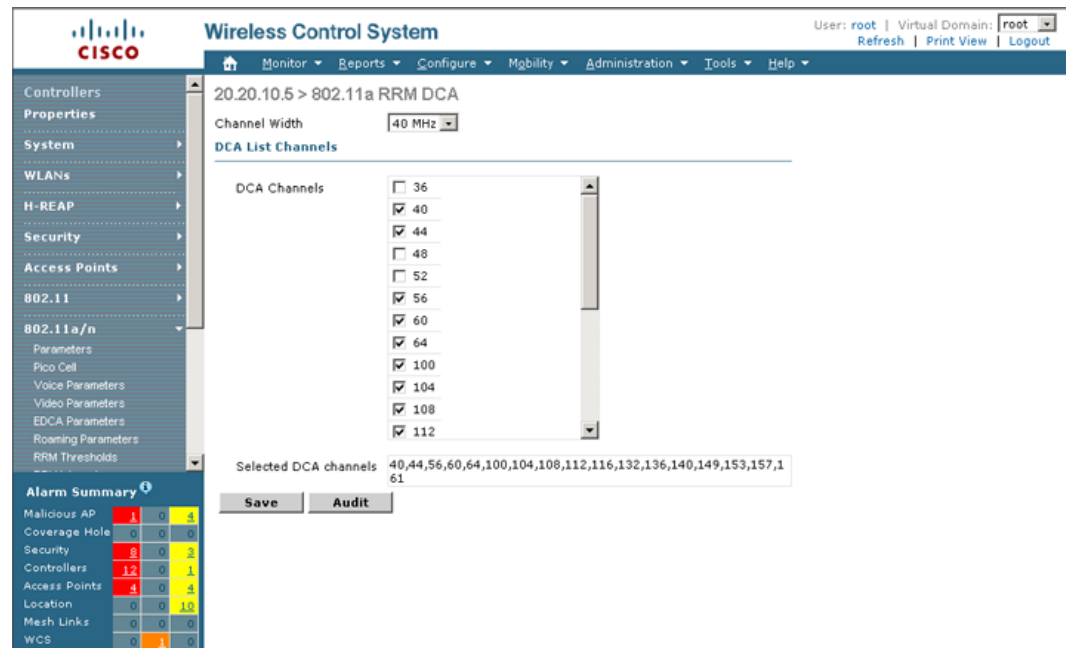 CISCO
Wireless Control System
User: root | Virtual Domain: root
Refresh | Print View | Logout
Monitor Reports Configure Mobility Administration Tools Help
Controllers
Properties
System
WLANs
H-REAP
Security
Access Points
802.11
802.11a/n
Parameters
Pico Cell
Voice Parameters
Video Parameters
EDCA Parameters
Roaming Parameters
RRM Thresholds
Alarm Summary
Malicious AP 1 0 4
Coverage Hole 0 0 0
Security 8 0 3
Controllers 12 0 1
Access Points 4 0 4
Location 0 0 10
Mesh Links 0 0 0
WCS 0 1 0
20.20.10.5 > 802.11a RRM DCA
Channel Width 40 MHz
DCA List Channels
DCA Channels
36
40
44
48
52
56
60
64
100
104
108
112
Selected DCA channels 40,44,56,60,64,100,104,108,112,116,132,136,140,149,153,157,1
61
Save Audit